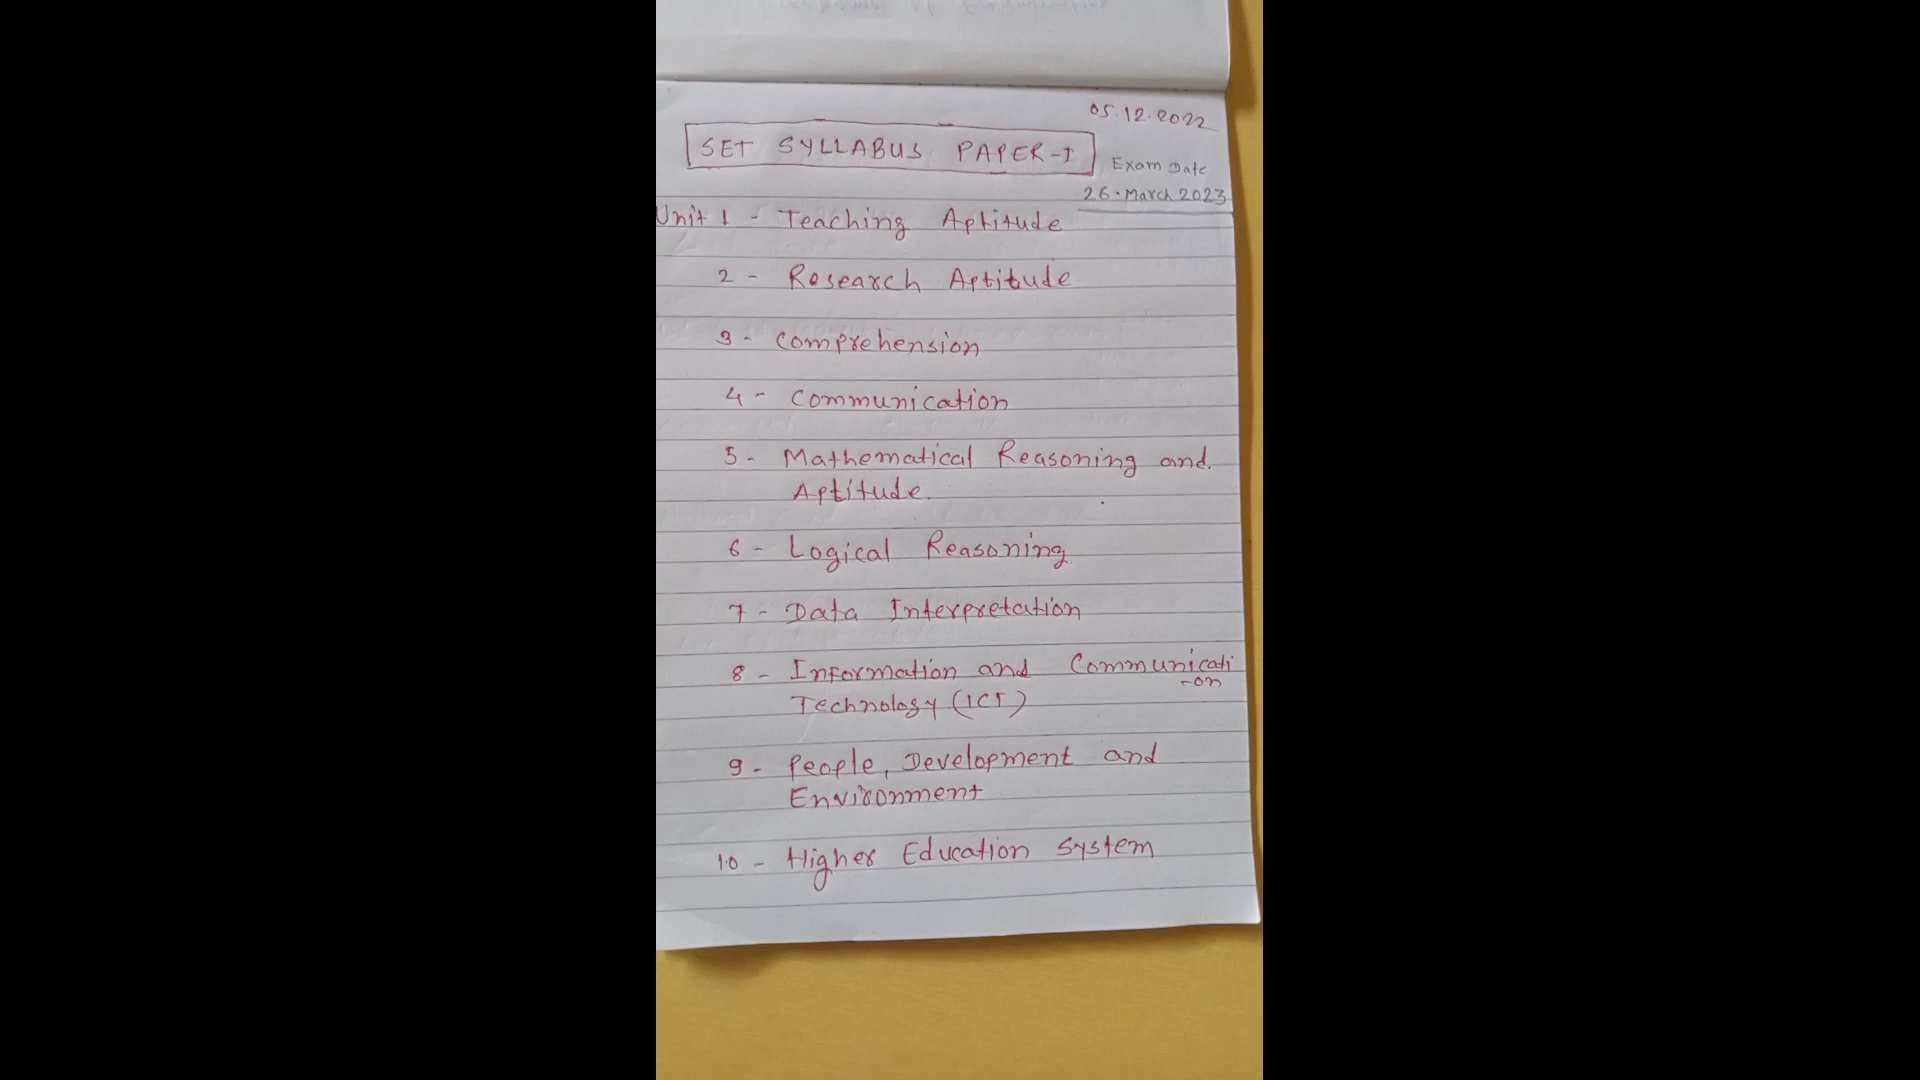 05.12.2022
SET SYLLABUS PAPER-I
Exam Date
26.March 2023
Unit 1 - Teaching Aptitude
2 - Research Aptitude
3- Comprehension
4- Communication
5- Mathematical Reasoning and
Aptitude.
6- Logical Reasoning
7- Data Interpretation
8- Information and Communicati
-on
Technology (ICT)
9- People, Development and
Environment
10- Higher Education System